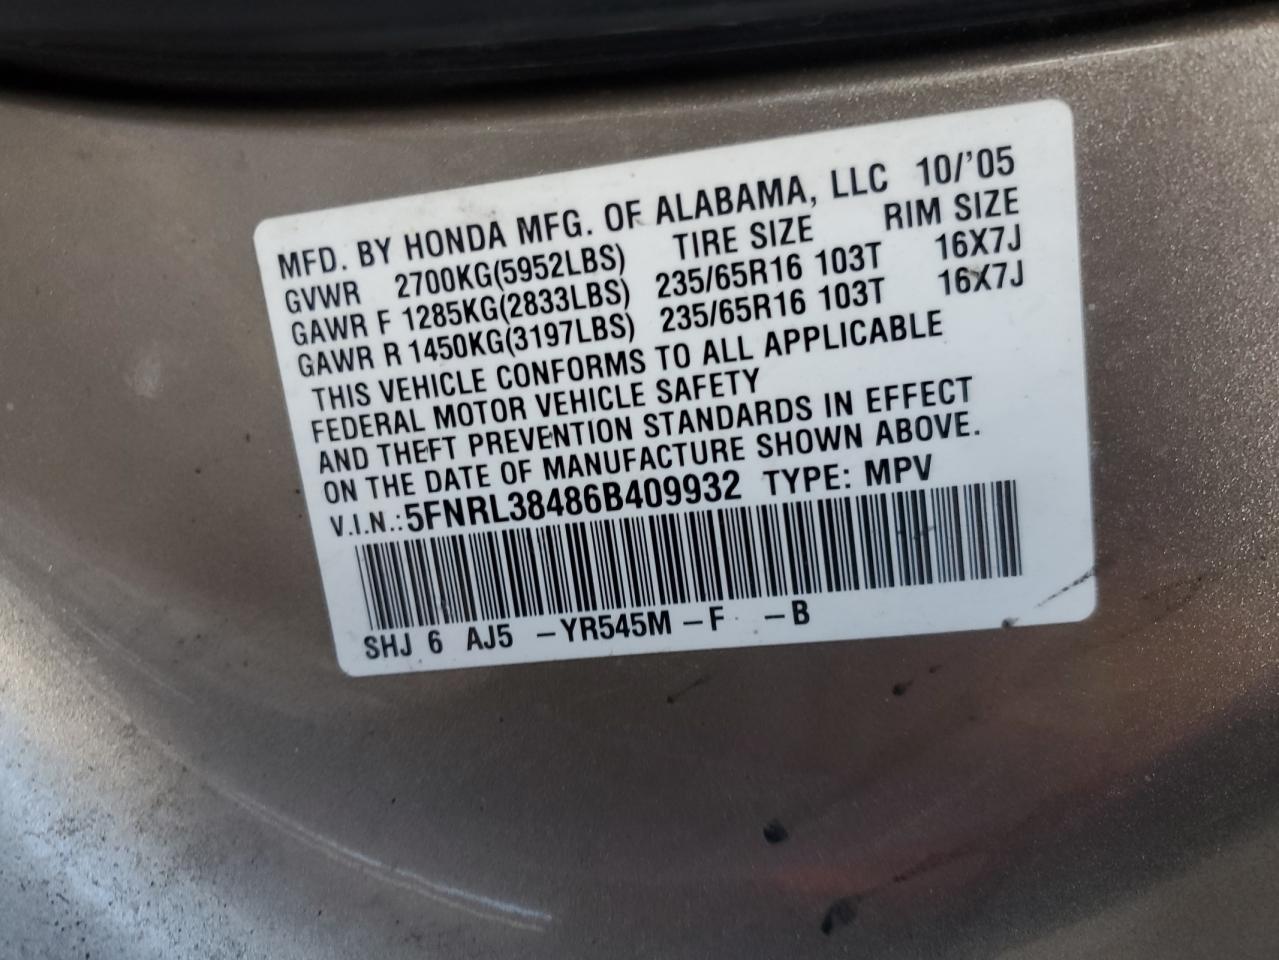 MFD. BY HONDA MFG. OF ALABAMA, LLC 10/'05
GVWR 2700KG(5952LBS) TIRE SIZE RIM SIZE
GAWR F 1285KG(2833LBS) 235/65R16 103T 16X7J
GAWR R 1450KG(3197LBS) 235/65R16 103T 16X7J
THIS VEHICLE CONFORMS TO ALL APPLICABLE
FEDERAL MOTOR VEHICLE SAFETY
AND THEFT PREVENTION STANDARDS IN EFFECT
ON THE DATE OF MANUFACTURE SHOWN ABOVE.
V.I.N.:5FNRL38486B409932 TYPE: MPV
SHJ 6 AJ5 -YR545M -F -B